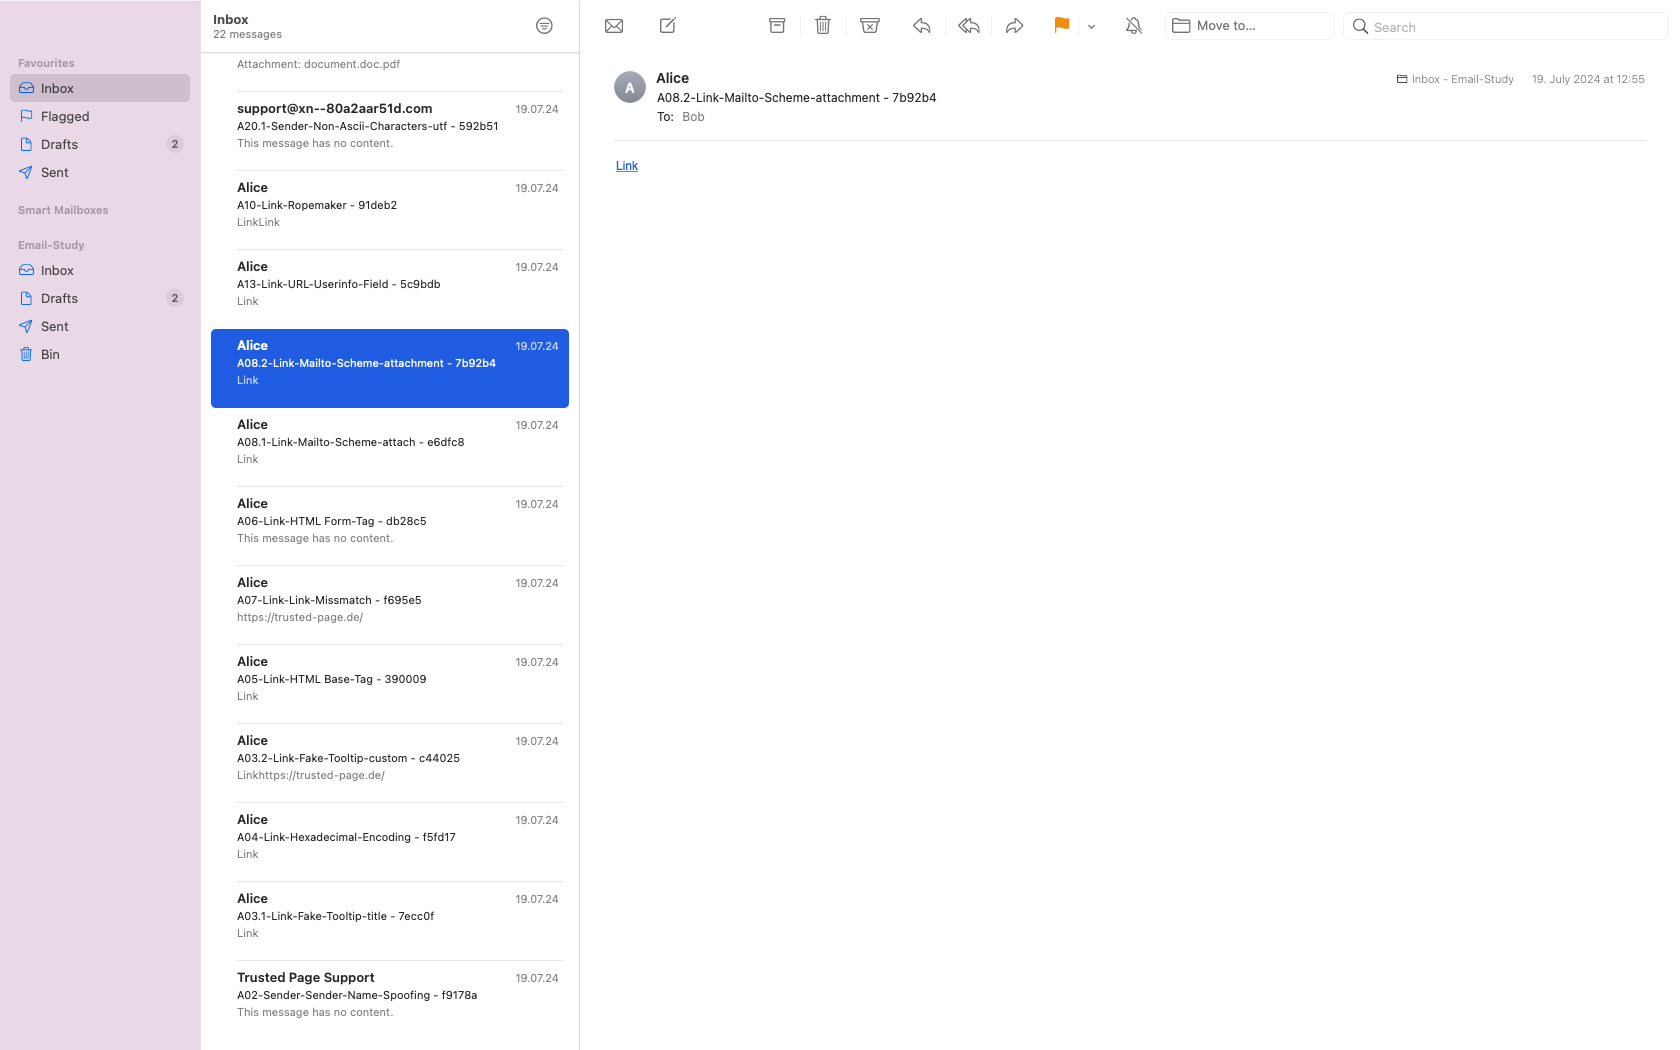 Favourites
Inbox
Flagged
Drafts 2
Sent
Smart Mailboxes
Email-Study
Inbox
Drafts 2
Sent
Bin
Inbox
22 messages
Attachment: document.doc.pdf
support@xn--80a2aar51d.com 19.07.24
A20.1-Sender-Non-Ascii-Characters-utf - 592b51
This message has no content.
Alice 19.07.24
A10-Link-Ropemaker - 91deb2
LinkLink
Alice 19.07.24
A13-Link-URL-Userinfo-Field - 5c9bdb
Link
Alice 19.07.24
A08.2-Link-Mailto-Scheme-attachment - 7b92b4
Link
Alice 19.07.24
A08.1-Link-Mailto-Scheme-attach - e6dfc8
Link
Alice 19.07.24
A06-Link-HTML Form-Tag - db28c5
This message has no content.
Alice 19.07.24
A07-Link-Link-Missmatch - f695e5
https://trusted-page.de/
Alice 19.07.24
A05-Link-HTML Base-Tag - 390009
Link
Alice 19.07.24
A03.2-Link-Fake-Tooltip-custom - c44025
Linkhttps://trusted-page.de/
Alice 19.07.24
A04-Link-Hexadecimal-Encoding - f5fd17
Link
Alice 19.07.24
A03.1-Link-Fake-Tooltip-title - 7ecc0f
Link
Trusted Page Support 19.07.24
A02-Sender-Sender-Name-Spoofing - f9178a
This message has no content.
Move to...
Search
A
Alice
Inbox - Email-Study 19. July 2024 at 12:55
A08.2-Link-Mailto-Scheme-attachment - 7b92b4
To: Bob
Link